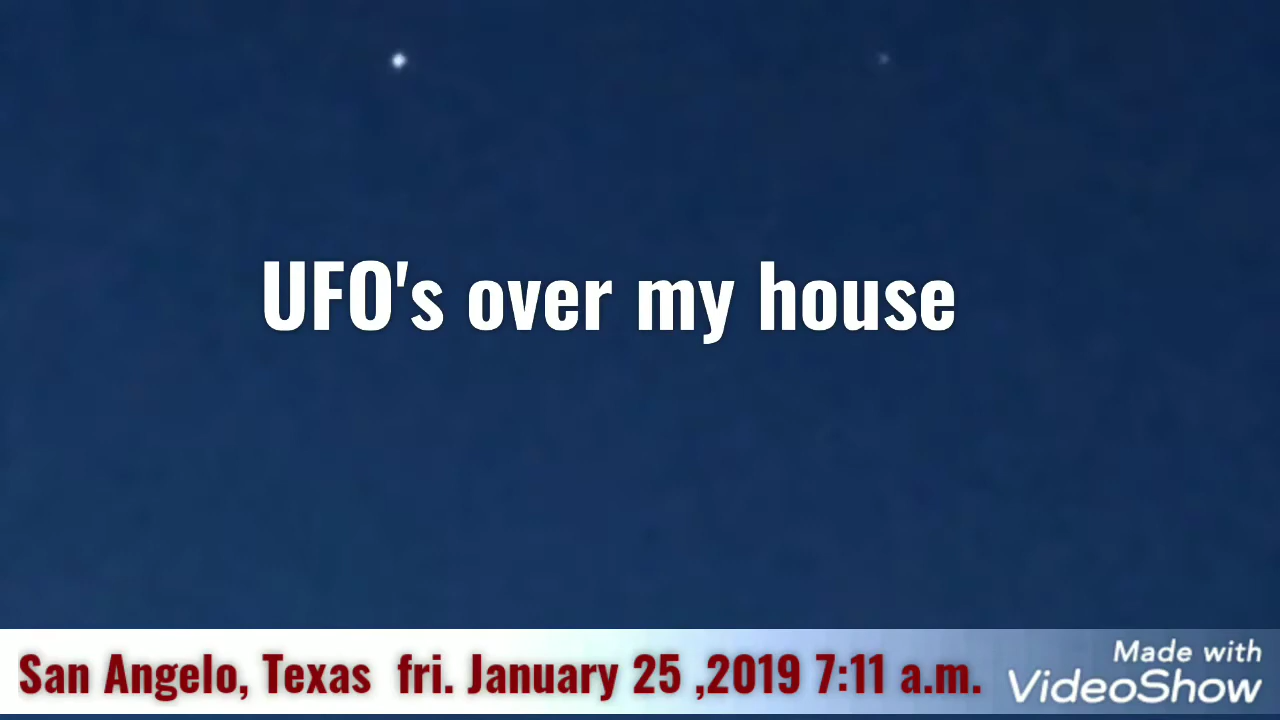 UFO's over my house
San Angelo, Texas  fri. January 25 ,2019 7:11 a.m.
Made with
VideoShow